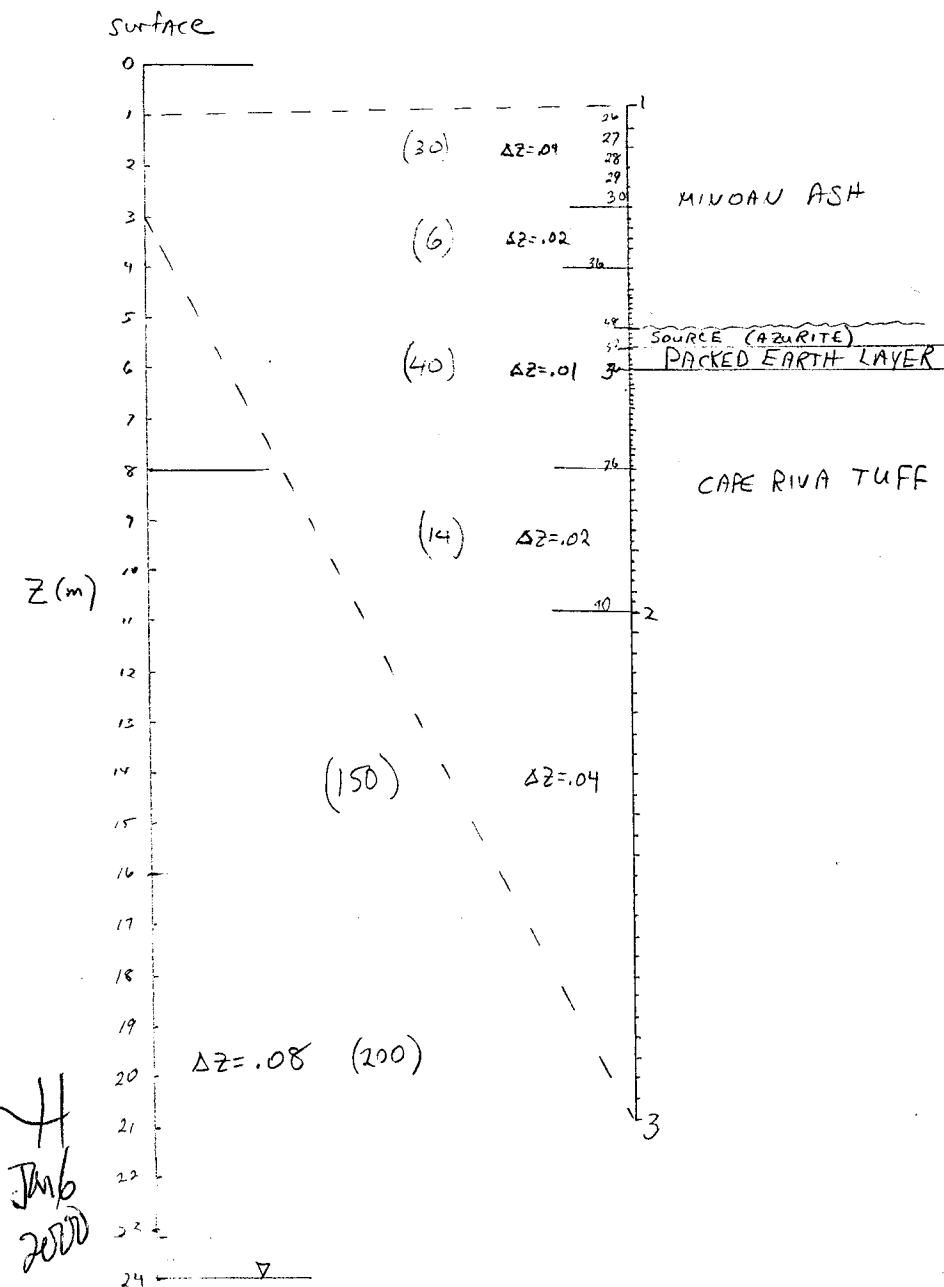 surface
0
1
2
3
4
5
6
7
8
9
10
11
12
13
14
15
16
17
18
19
20
21
22
24
Z (m)
ΔZ=.08 (200)
Jan 6
2000
(30) ΔZ=.04
(6) ΔZ=.02
(40) ΔZ=.01
(14) ΔZ=.02
(150) ΔZ=.04
1
26
27
28
29
30
36
48
52
76
90
2
3
MINOAN ASH
SOURCE (AZURITE)
PACKED EARTH LAYER
CAPE RIVA TUFF